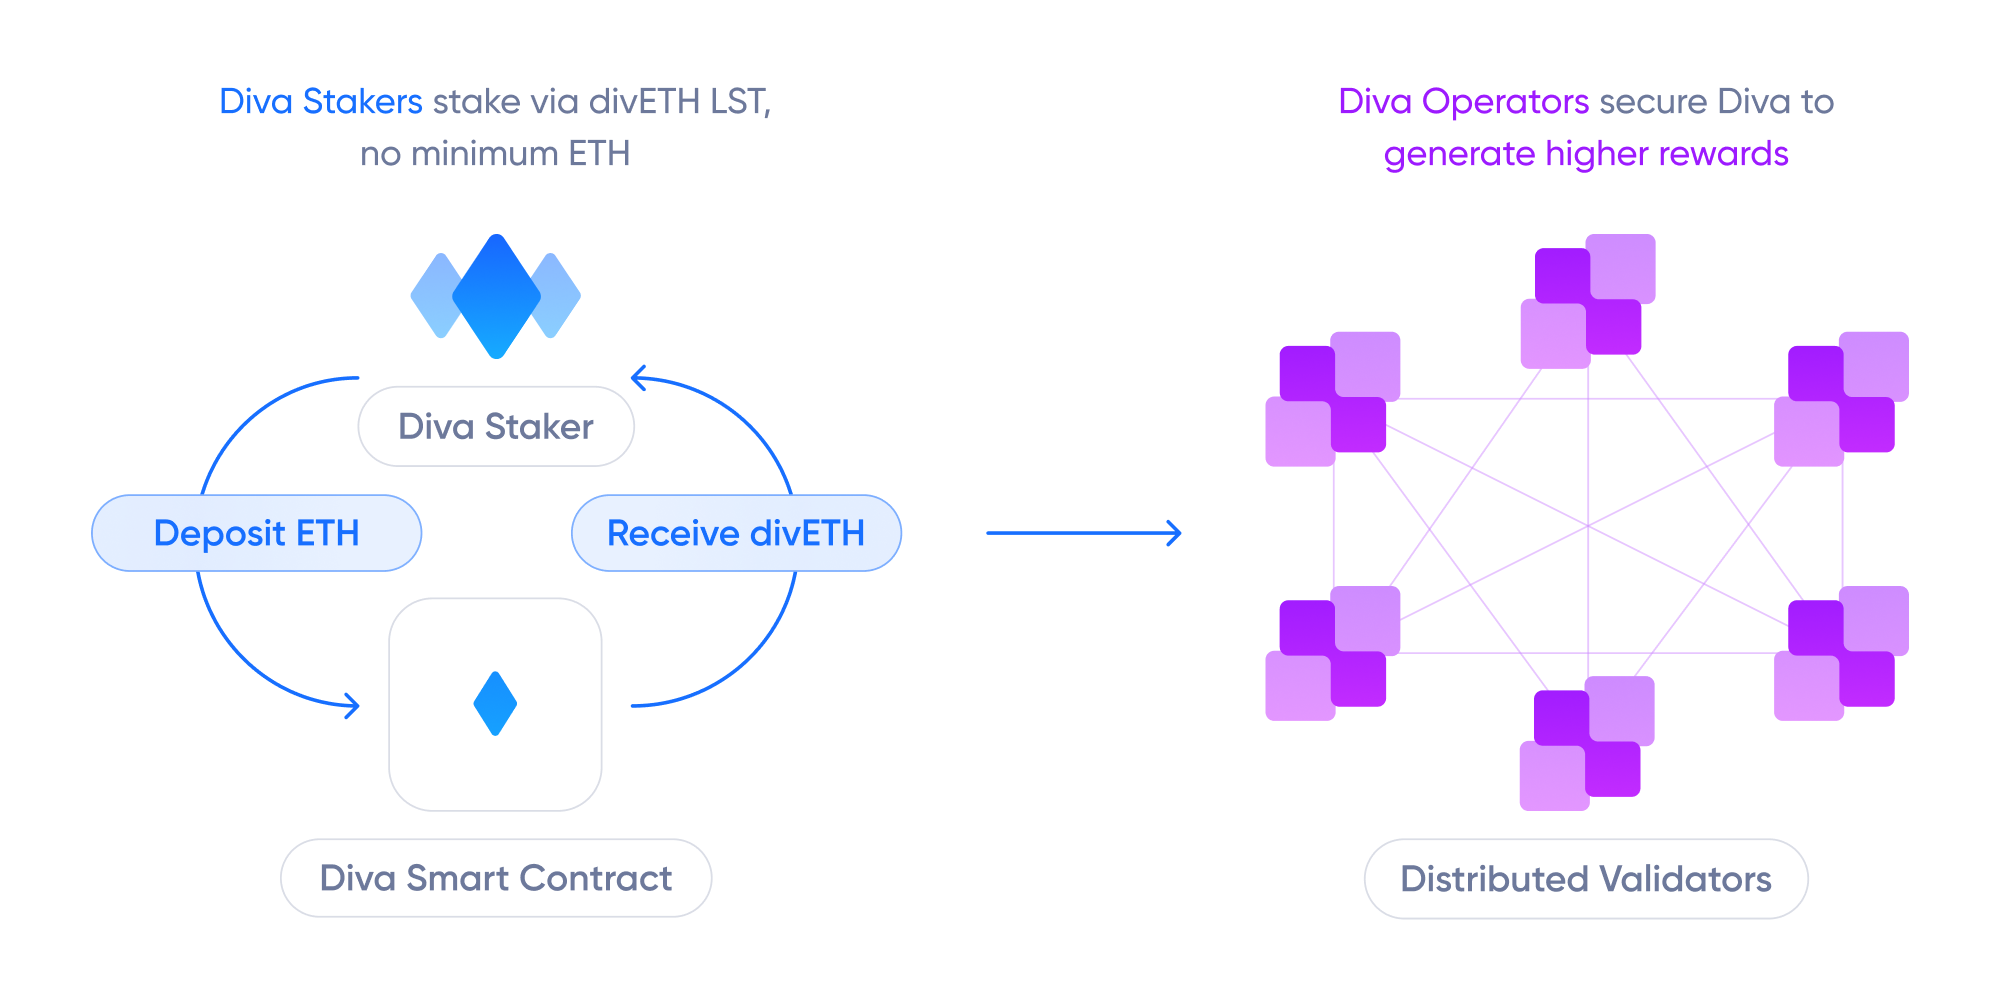 Diva Stakers stake via divETH LST,
no minimum ETH
Diva Staker
Deposit ETH
Receive divETH
Diva Smart Contract
Diva Operators secure Diva to
generate higher rewards
Distributed Validators